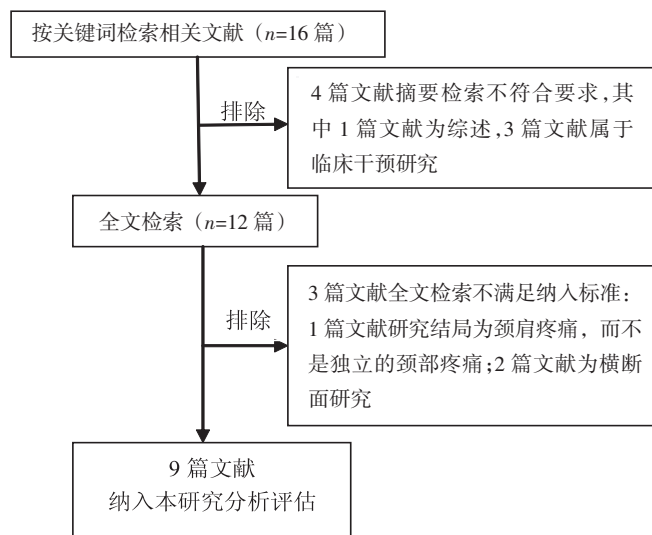 按关键词检索相关文献（n=16 篇）
排除
4 篇文献摘要检索不符合要求,其
中 1 篇文献为综述,3 篇文献属于
临床干预研究
全文检索（n=12 篇）
排除
3 篇文献全文检索不满足纳入标准：
1 篇文献研究结局为颈肩疼痛，而不
是独立的颈部疼痛;2 篇文献为横断
面研究
9 篇文献
纳入本研究分析评估